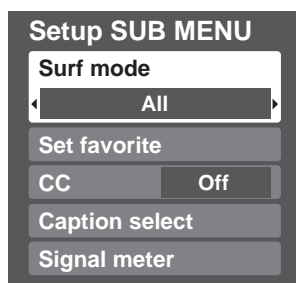 Setup SUB MENU
Surf mode
All
Set favorite
CC Off
Caption select
Signal meter